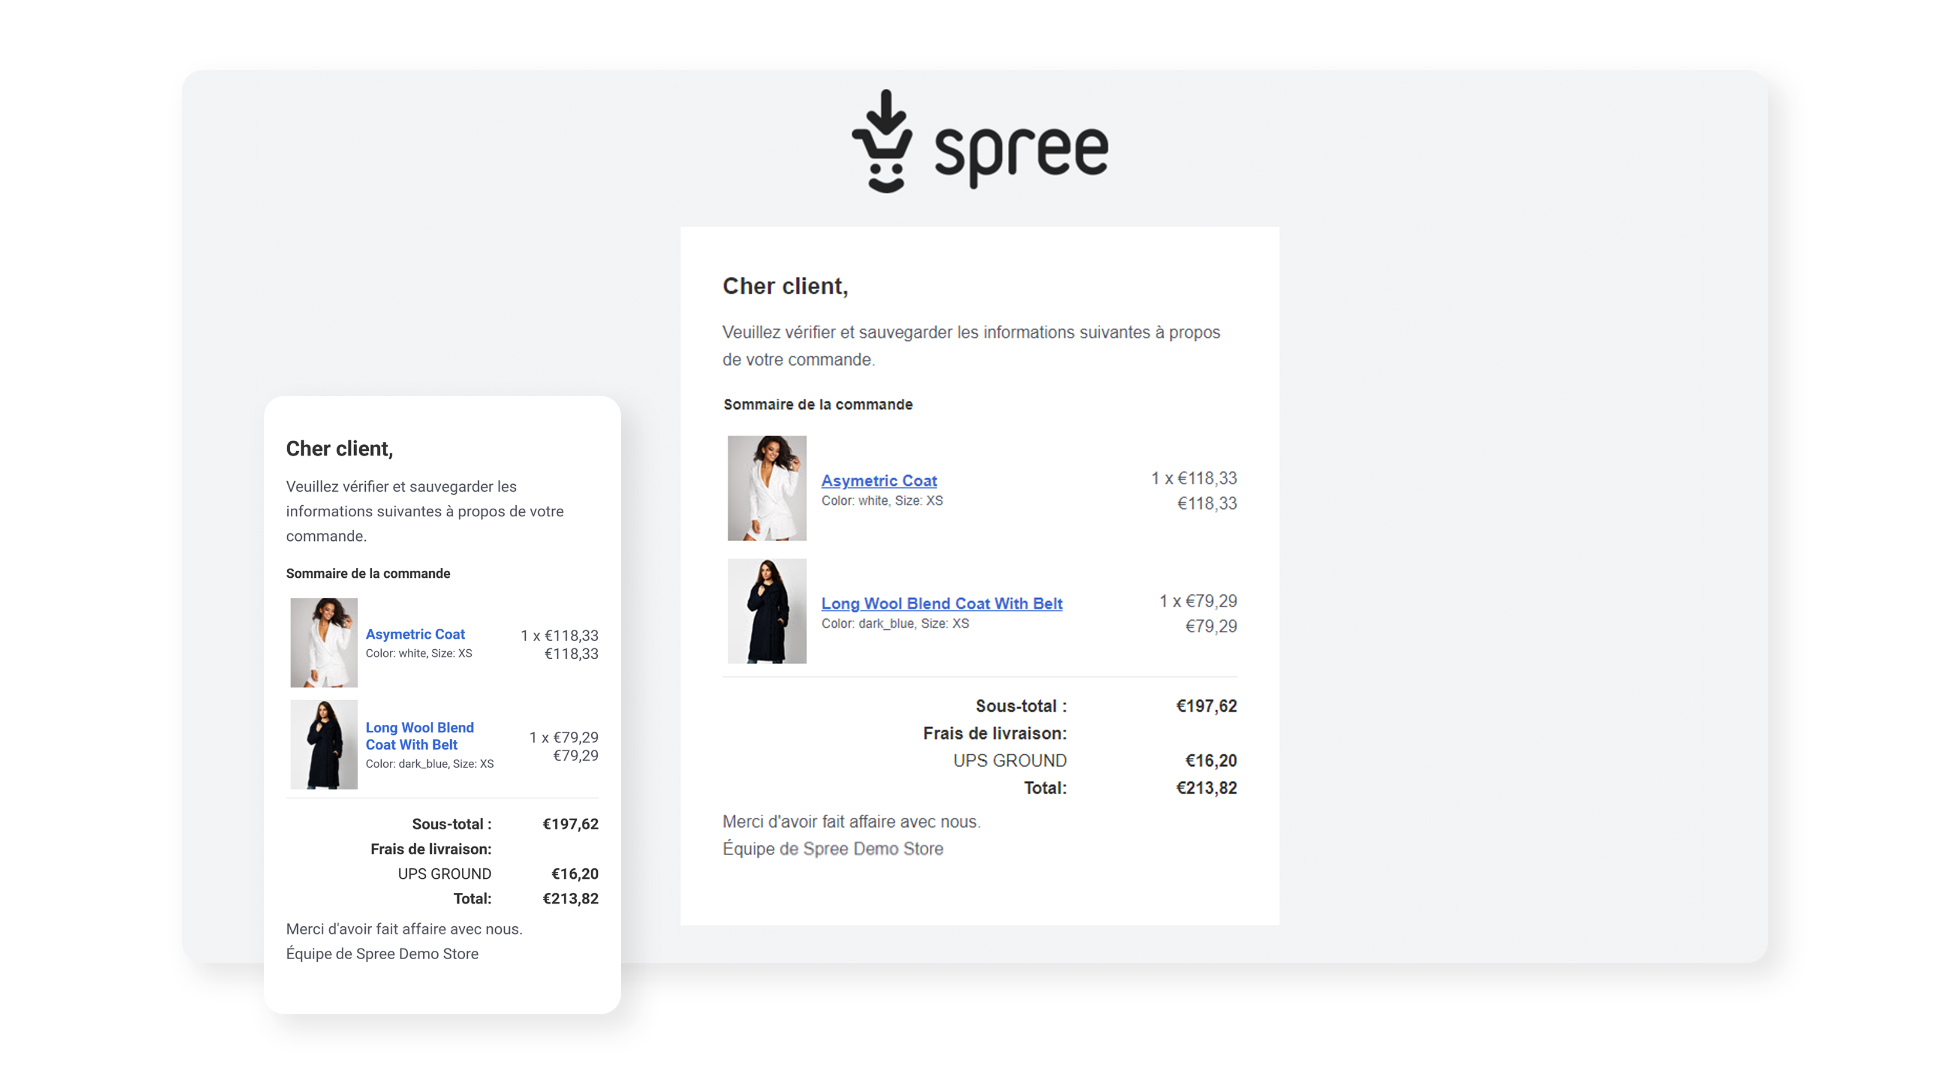 spree
Cher client,
Veuillez vérifier et sauvegarder les informations suivantes à propos
de votre commande.
Sommaire de la commande
Asymetric Coat
Color: white, Size: XS
1 x €118,33
€118,33
Long Wool Blend Coat With Belt
Color: dark_blue, Size: XS
1 x €79,29
€79,29
Sous-total : €197,62
Frais de livraison:
UPS GROUND €16,20
Total: €213,82
Merci d'avoir fait affaire avec nous.
Équipe de Spree Demo Store
Cher client,
Veuillez vérifier et sauvegarder les
informations suivantes à propos de votre
commande.
Sommaire de la commande
Asymetric Coat
Color: white, Size: XS
1 x €118,33
€118,33
Long Wool Blend
Coat With Belt
Color: dark_blue, Size: XS
1 x €79,29
€79,29
Sous-total : €197,62
Frais de livraison:
UPS GROUND €16,20
Total: €213,82
Merci d'avoir fait affaire avec nous.
Équipe de Spree Demo Store